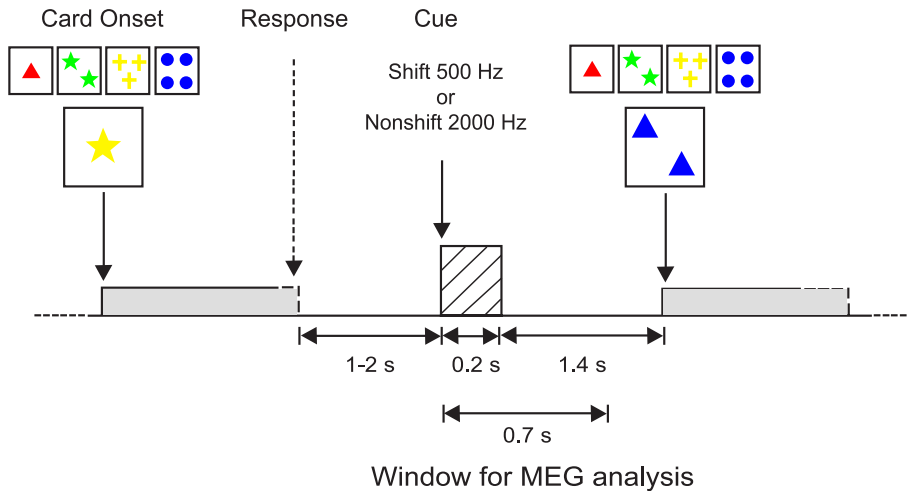 Card Onset
Response
Cue
Shift 500 Hz
or
Nonshift 2000 Hz
1-2 s
0.2 s
1.4 s
0.7 s
Window for MEG analysis